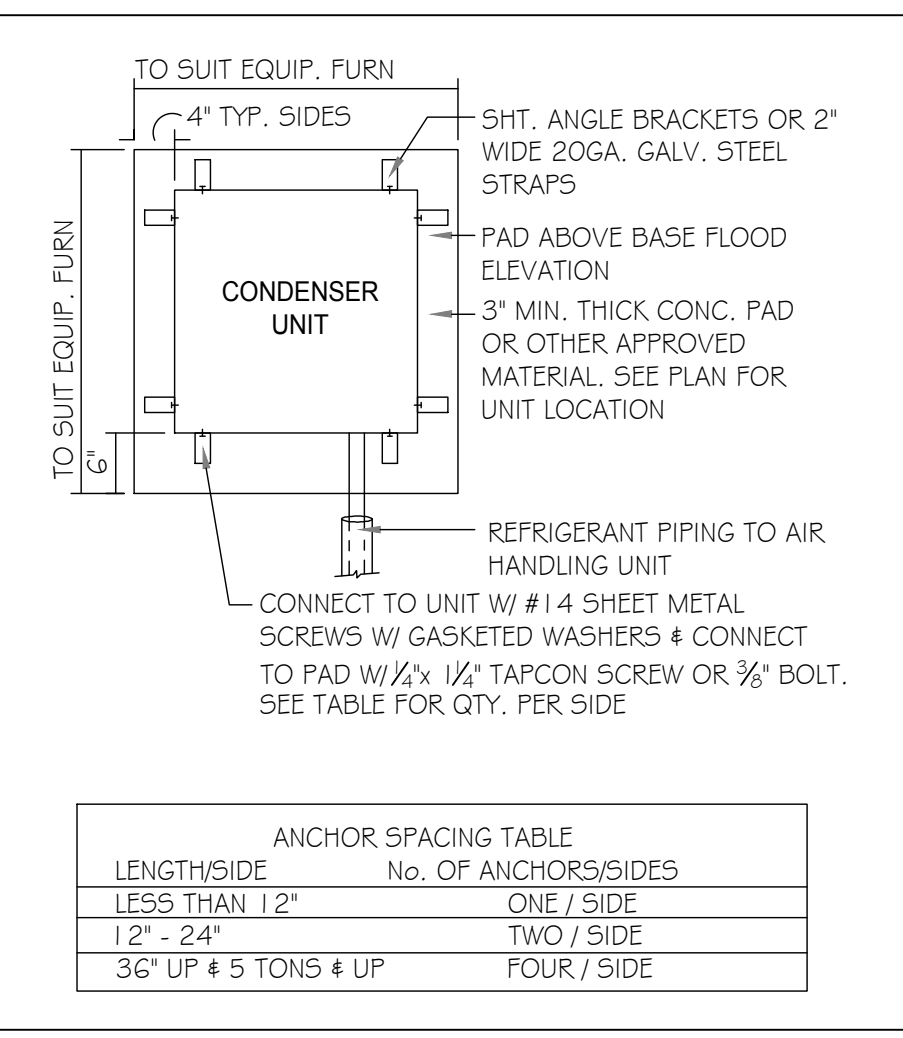 TO SUIT EQUIP. FURN
4" TYP. SIDES
SHT. ANGLE BRACKETS OR 2"
WIDE 20GA. GALV. STEEL
STRAPS
PAD ABOVE BASE FLOOD
ELEVATION
TO SUIT EQUIP. FURN
CONDENSER
UNIT
3" MIN. THICK CONC. PAD
OR OTHER APPROVED
MATERIAL. SEE PLAN FOR
UNIT LOCATION
6"
REFRIGERANT PIPING TO AIR
HANDLING UNIT
CONNECT TO UNIT W/ #14 SHEET METAL
SCREWS W/ GASKETED WASHERS & CONNECT
TO PAD W/ 1/4"x 1 1/4" TAPCON SCREW OR 3/8" BOLT.
SEE TABLE FOR QTY. PER SIDE
ANCHOR SPACING TABLE
LENGTH/SIDE No. OF ANCHORS/SIDES
LESS THAN 12" ONE / SIDE
12" - 24" TWO / SIDE
36" UP & 5 TONS & UP FOUR / SIDE